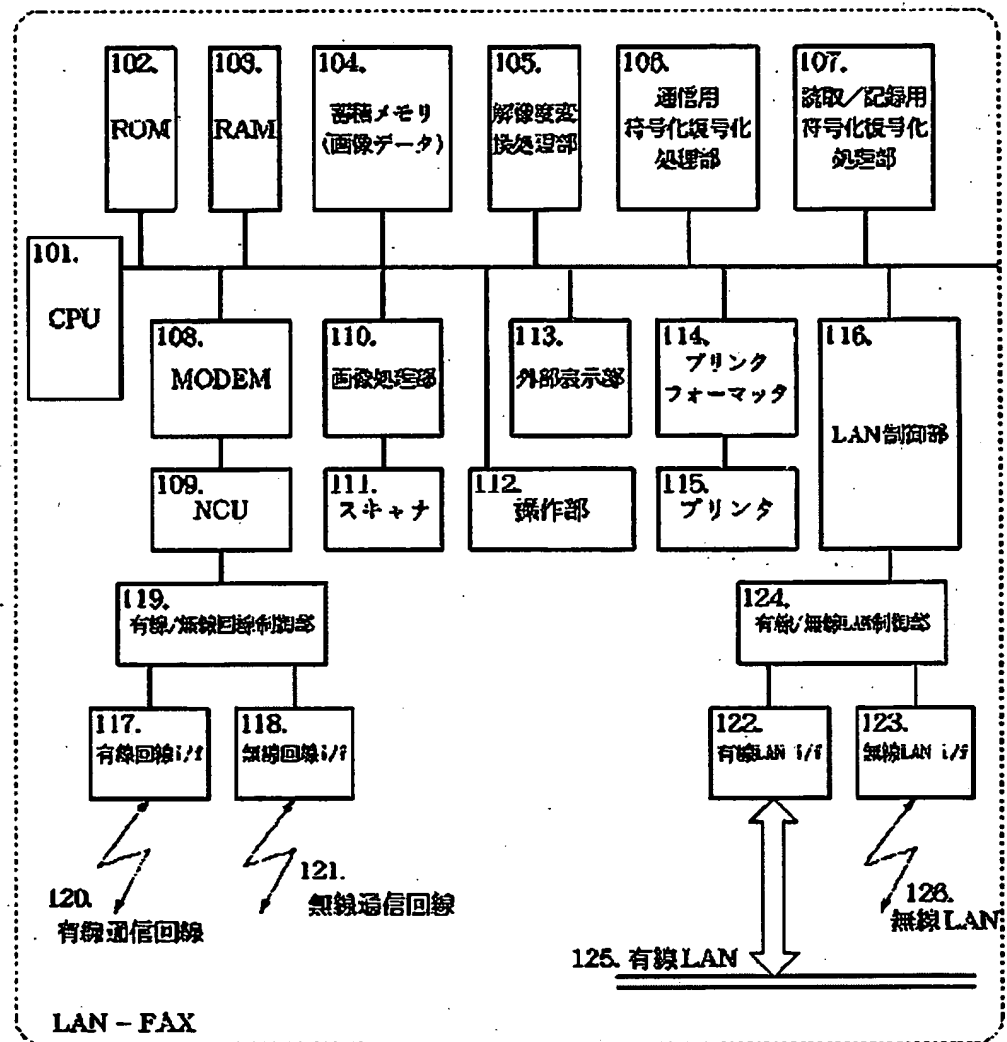 102.
ROM
103.
RAM
104.
蓄積メモリ
(画像データ)
105.
解像度変
換処理部
106.
通信用
符号化復号化
処理部
107.
読取/記録用
符号化復号化
処理部
101.
CPU
108.
MODEM
110.
画像処理部
113.
外部表示部
114.
プリンク
フォーマッタ
116.
LAN制御部
109.
NCU
111.
スキャナ
112.
操作部
115.
プリンタ
119.
有線/無線回線制御部
124.
有線/無線LAN制御部
117.
有線回線i/f
118.
無線回線i/f
122.
有線LAN i/f
123.
無線LAN i/f
120.
有線通信回線
121.
無線通信回線
126.
無線LAN
125. 有線LAN
LAN-FAX